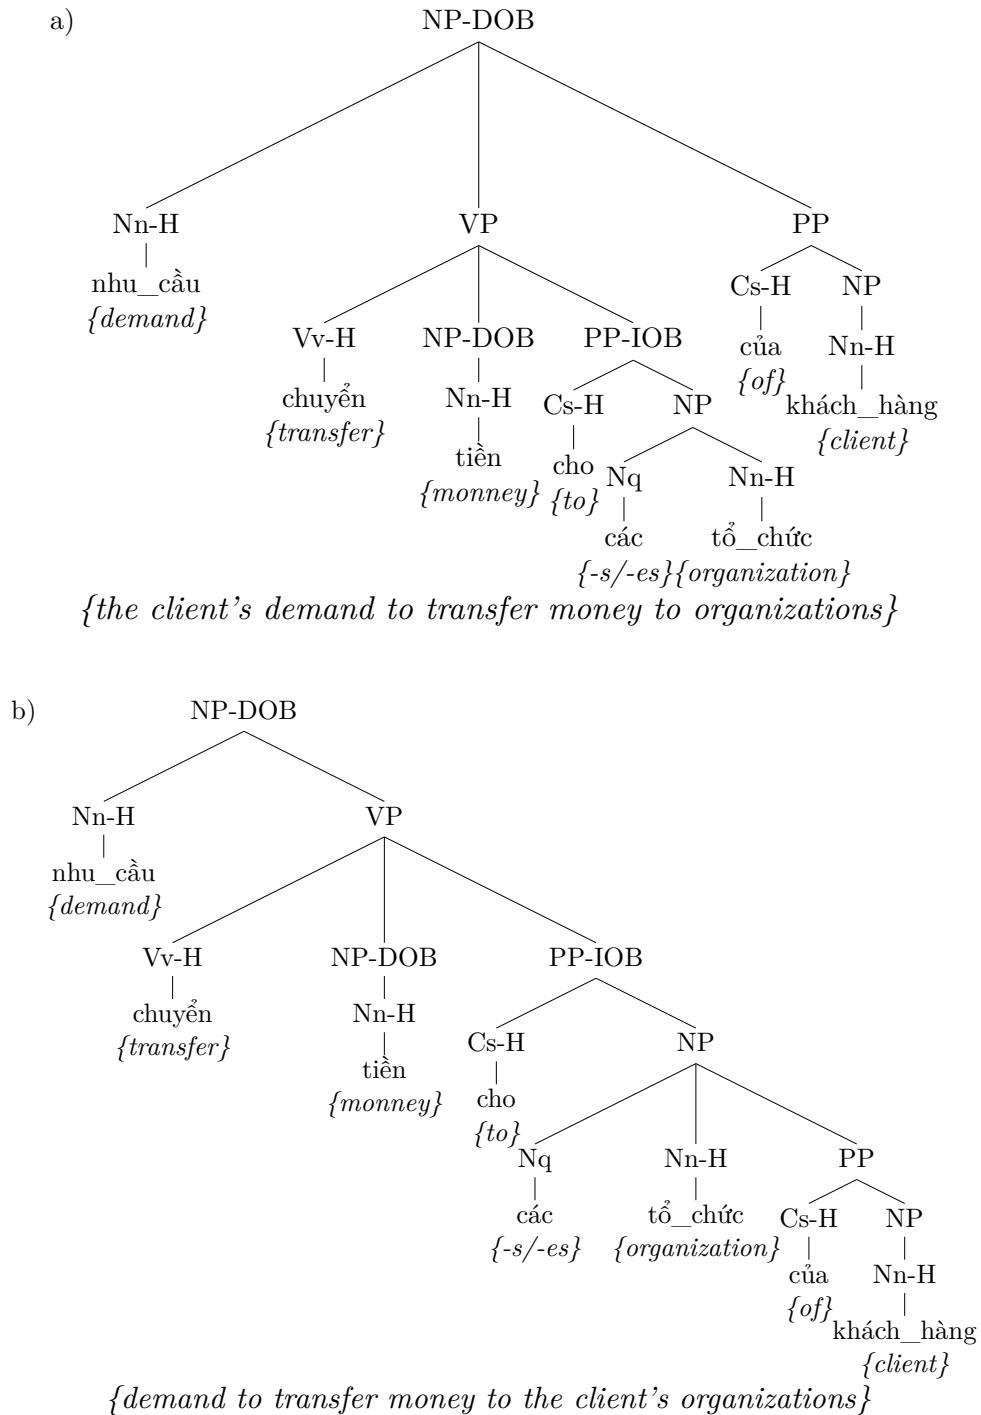 a)
NP-DOB
Nn-H VP PP
nhu_cầu
{demand}
Cs-H NP
Vv-H NP-DOB PP-IOB
của Nn-H
{of}
chuyển Nn-H Cs-H NP
{transfer}
khách_hàng
{client}
tiền cho Nq Nn-H
{monney} {to}
các tổ_chức
{-s/-es} {organization}
{the client's demand to transfer money to organizations}
b)
NP-DOB
Nn-H VP
nhu_cầu
{demand}
Vv-H NP-DOB PP-IOB
chuyển Nn-H Cs-H NP
{transfer}
tiền cho
{monney} {to}
Nq Nn-H PP
các tổ_chức Cs-H NP
{-s/-es} {organization}
của Nn-H
{of}
khách_hàng
{client}
{demand to transfer money to the client's organizations}